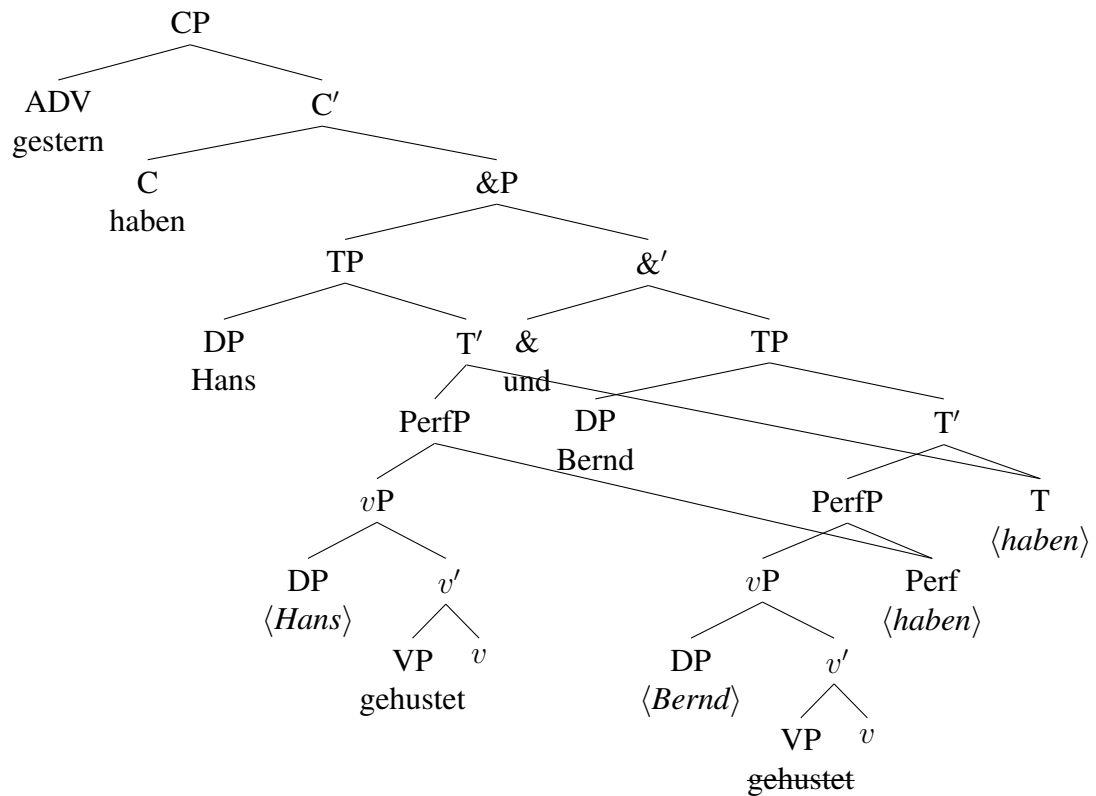 CP
ADV C′
gestern
C &P
haben
TP &′
DP T′ & TP
Hans und
PerfP DP T′
Bernd
vP PerfP T
⟨haben⟩
DP v′ vP Perf
⟨Hans⟩ ⟨haben⟩
VP v DP v′
gehustet ⟨Bernd⟩
VP v
gehustet